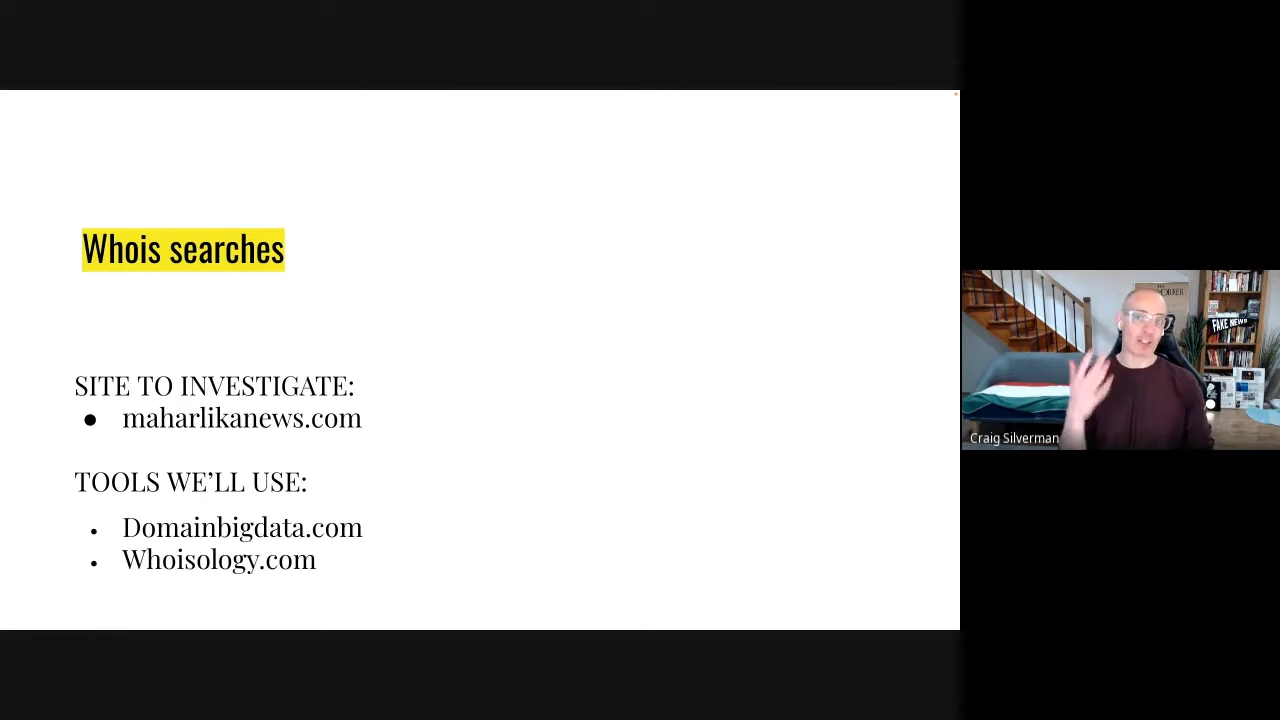 Whois searches
SITE TO INVESTIGATE:
● maharlikanews.com
TOOLS WE’LL USE:
• Domainbigdata.com
• Whoisology.com
FAKE NEWS
Craig Silverman